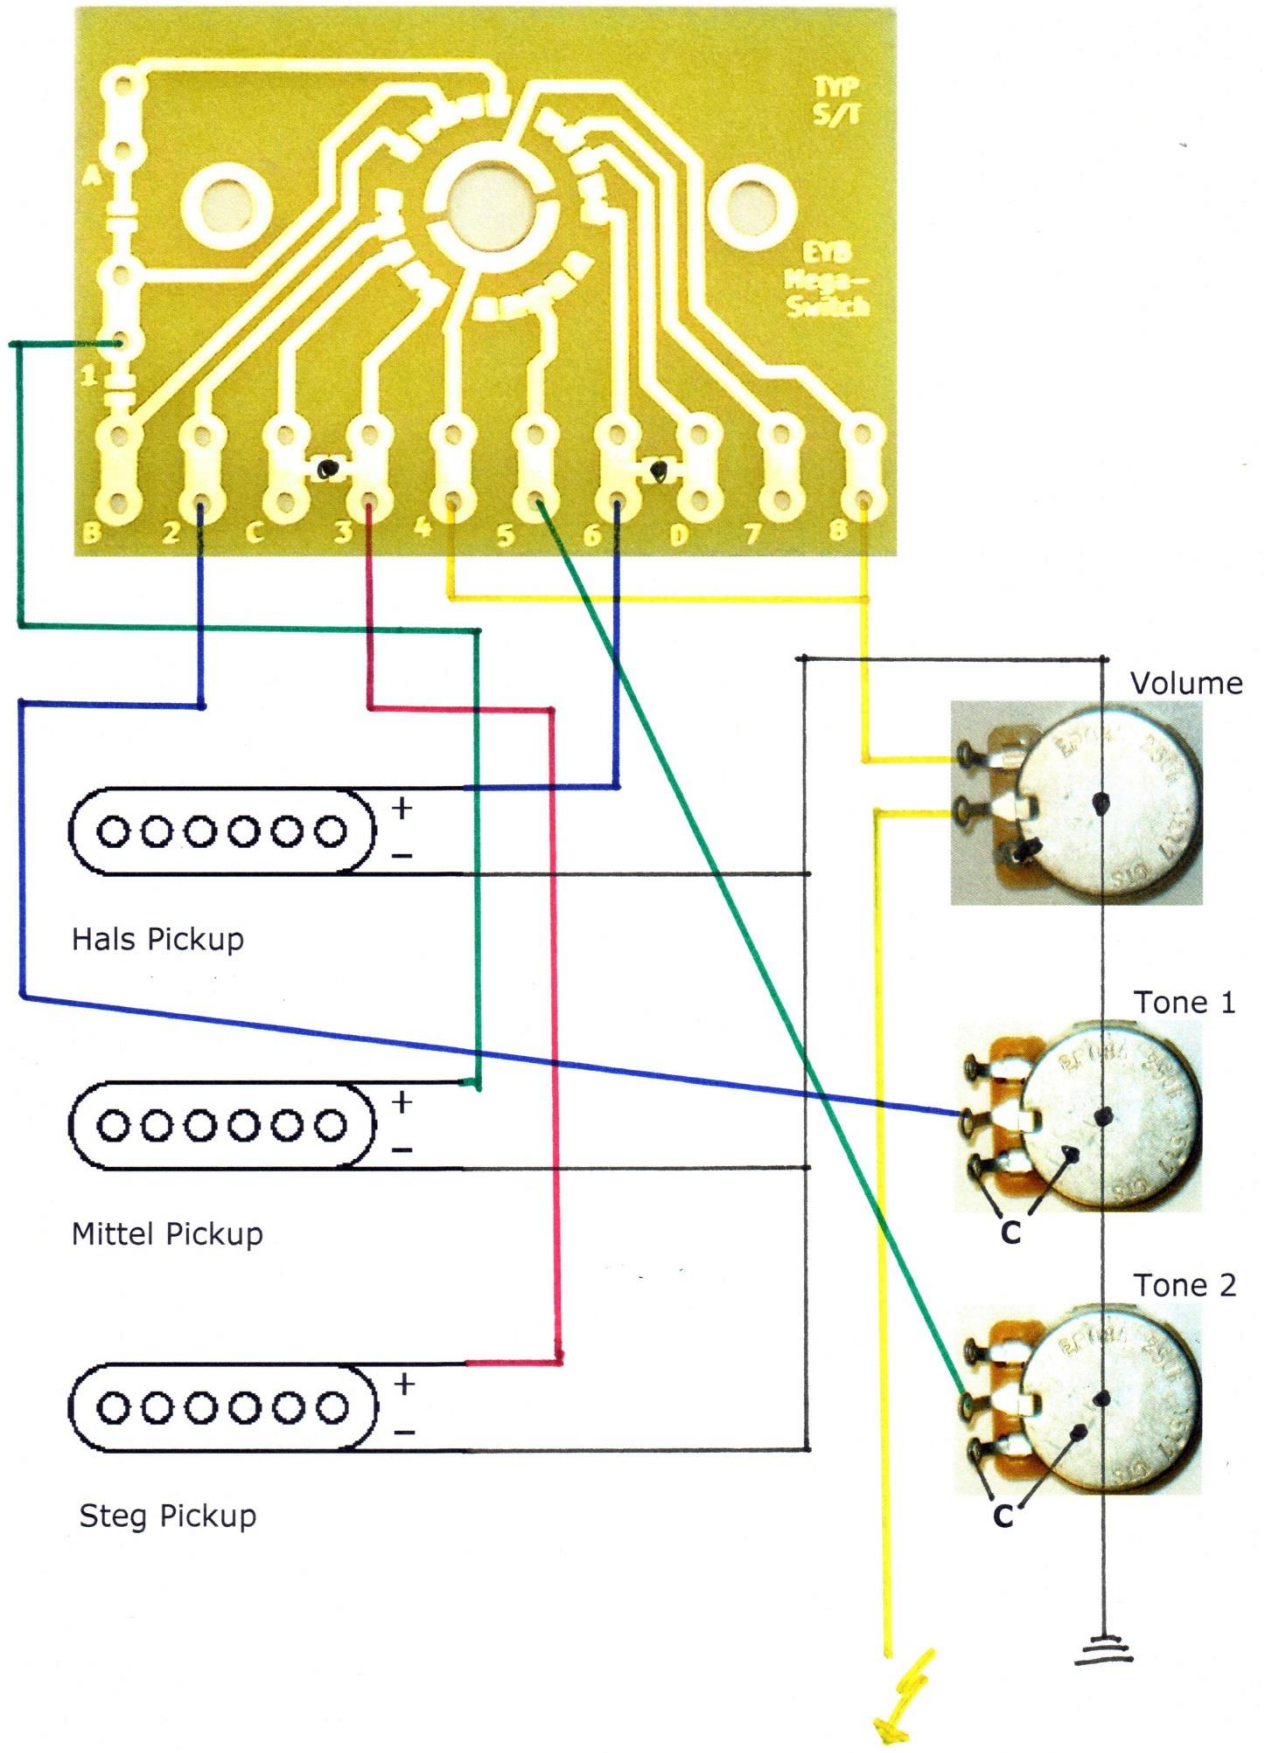 TYP
S/T
A
EYB
Mega-
Switch
1
B 2 C 3 4 5 6 D 7 8
Volume
+
–
Hals Pickup
Tone 1
+
–
C
Mittel Pickup
Tone 2
+
–
C
Steg Pickup